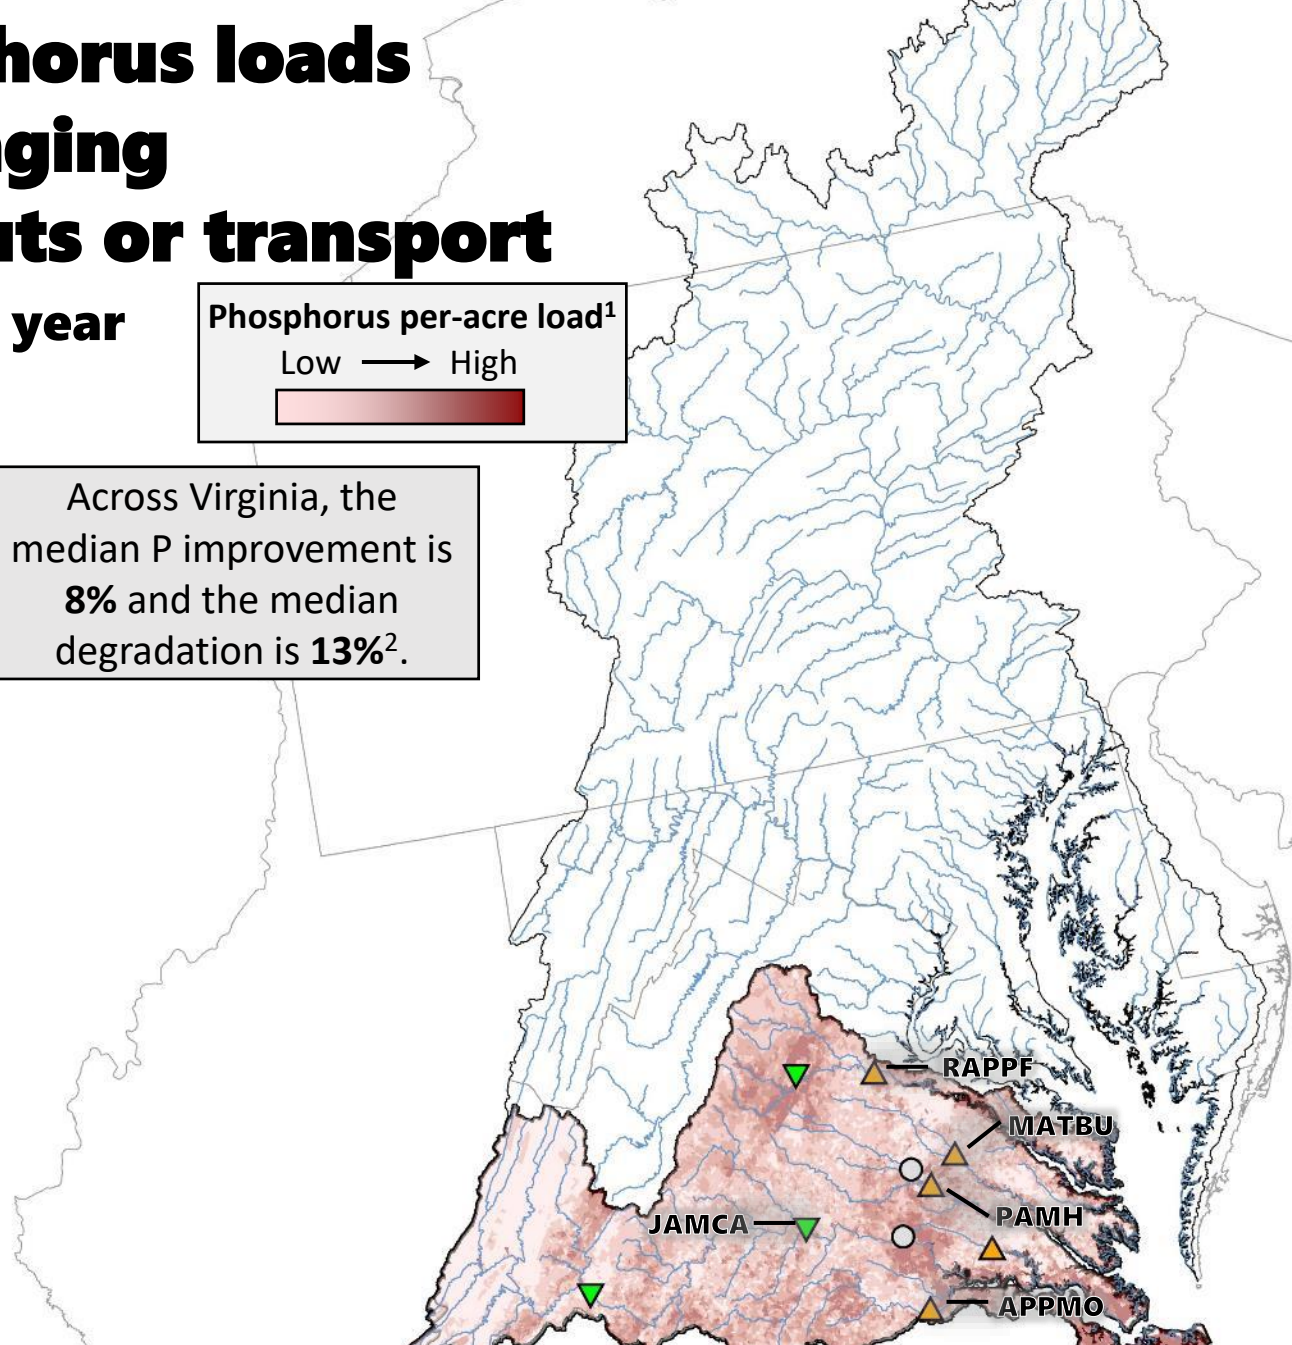 horus loads
ging
uts or transport
year
Phosphorus per-acre load¹
Low High
Across Virginia, the
median P improvement is
8% and the median
degradation is 13%².
RAPPF
MATBU
PAMH
JAMCA
APPMO